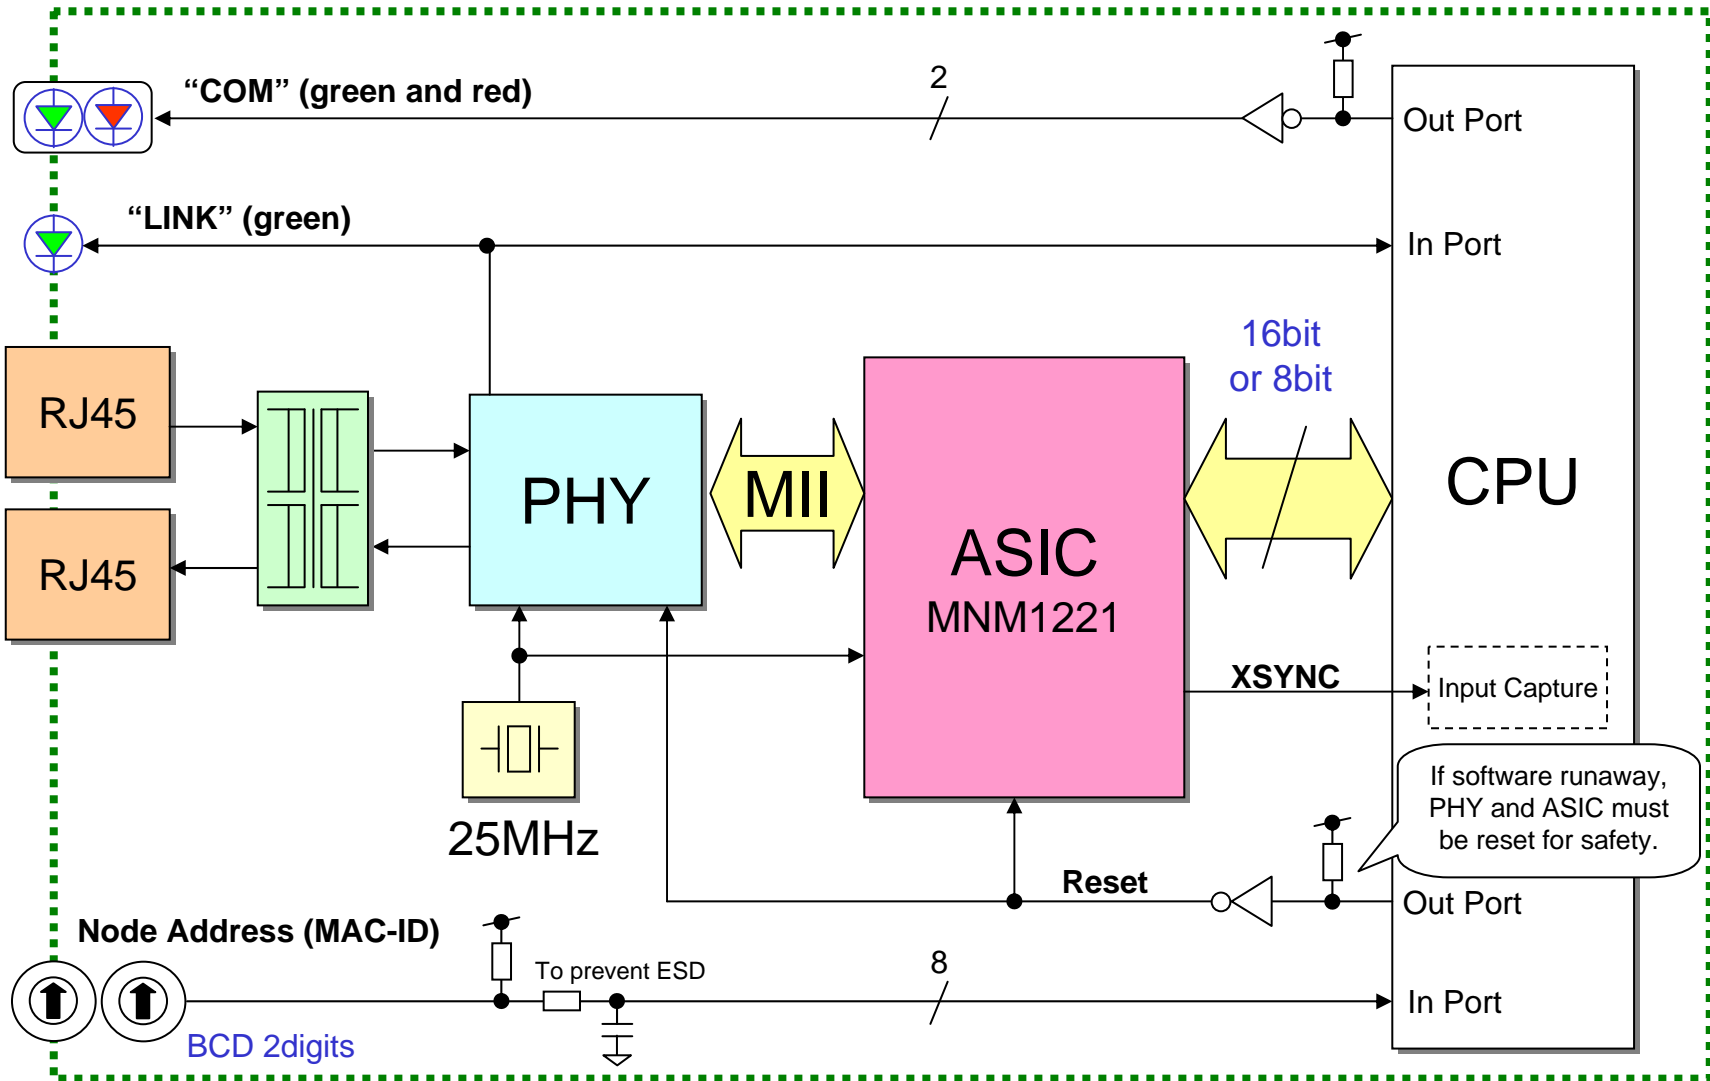 “COM” (green and red)
2
Out Port
“LINK” (green)
In Port
16bit
or 8bit
RJ45
RJ45
PHY
MII
ASIC
MNM1221
CPU
XSYNC
Input Capture
25MHz
If software runaway,
PHY and ASIC must
be reset for safety.
Reset
Out Port
Node Address (MAC-ID)
To prevent ESD
8
In Port
BCD 2digits